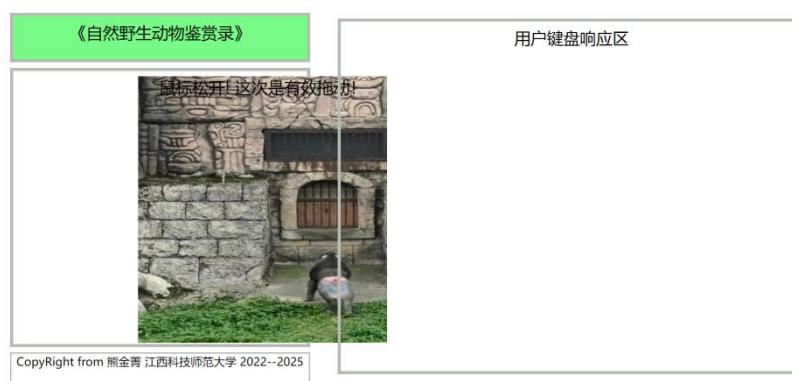 《自然野生动物鉴赏录》
用户键盘响应区
鼠标松开! 这次是有效拖动!
CopyRight from 熊金菁 江西科技师范大学 2022--2025